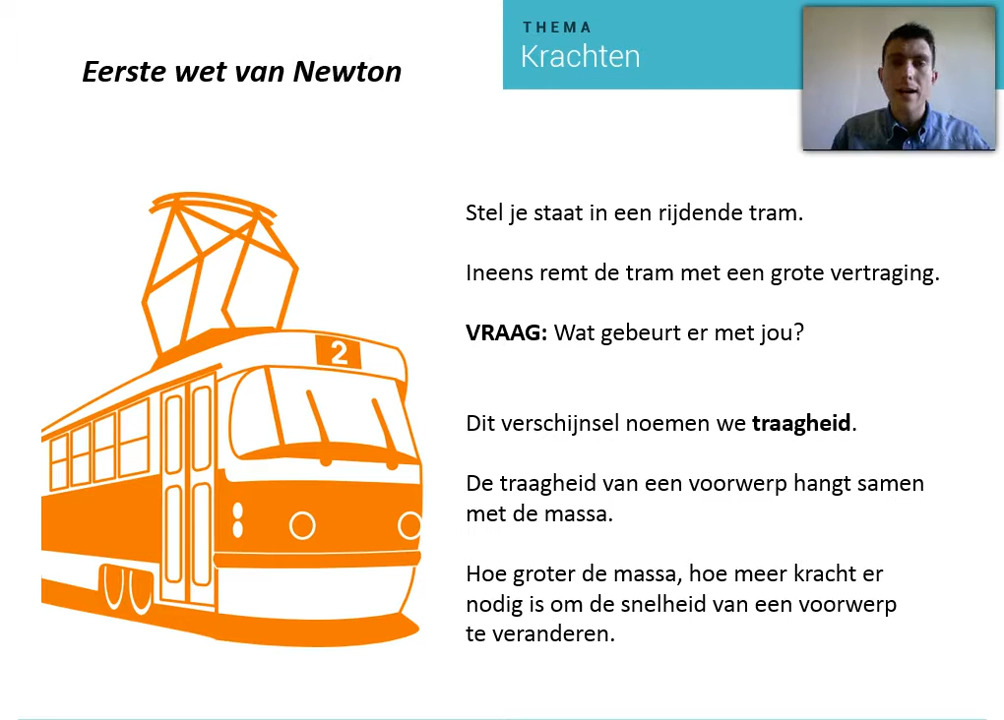 Eerste wet van Newton
THEMA
Krachten
2
Stel je staat in een rijdende tram.
Ineens remt de tram met een grote vertraging.
VRAAG: Wat gebeurt er met jou?
Dit verschijnsel noemen we traagheid.
De traagheid van een voorwerp hangt samen
met de massa.
Hoe groter de massa, hoe meer kracht er
nodig is om de snelheid van een voorwerp
te veranderen.